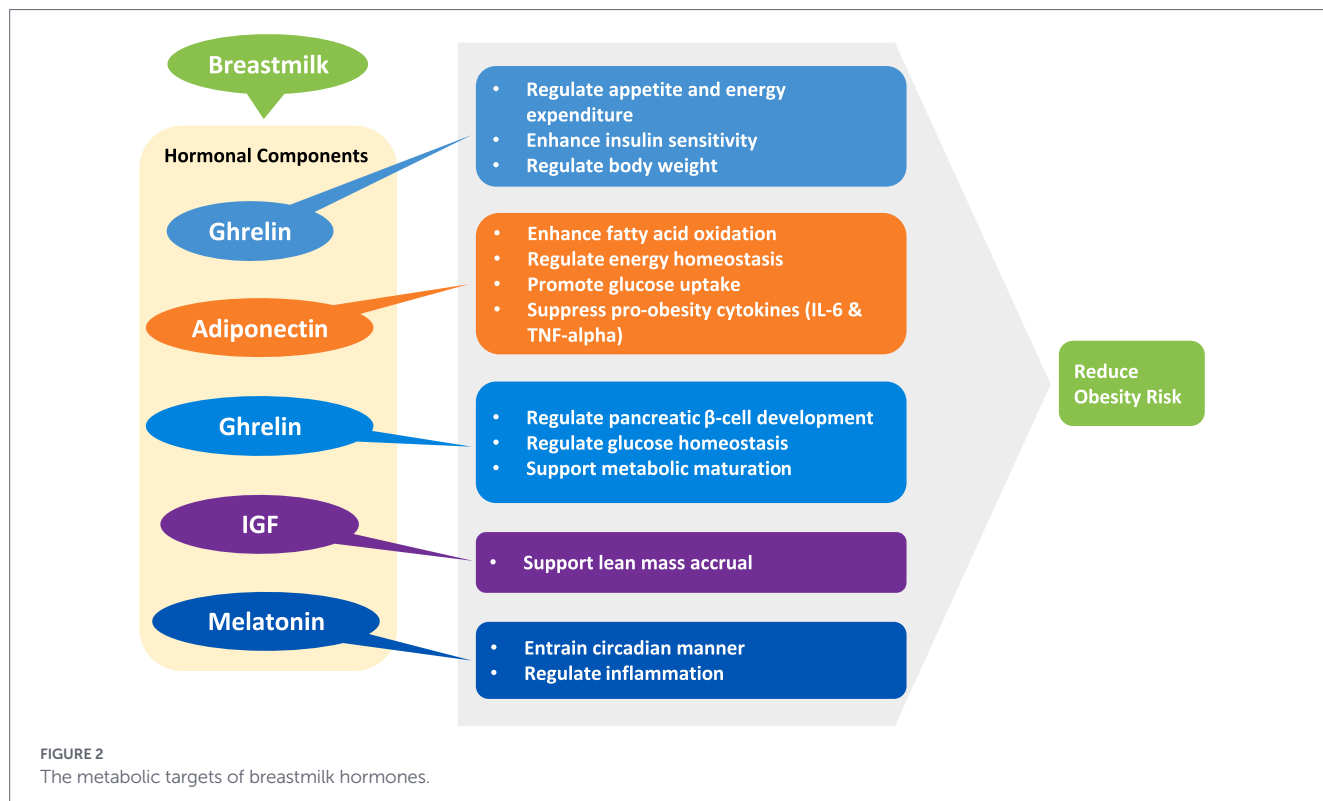 Breastmilk
Hormonal Components
Ghrelin
• Regulate appetite and energy
expenditure
• Enhance insulin sensitivity
• Regulate body weight
Adiponectin
• Enhance fatty acid oxidation
• Regulate energy homeostasis
• Promote glucose uptake
• Suppress pro-obesity cytokines (IL-6 &
TNF-alpha)
Ghrelin
• Regulate pancreatic β-cell development
• Regulate glucose homeostasis
• Support metabolic maturation
IGF
• Support lean mass accrual
Melatonin
• Entrain circadian manner
• Regulate inflammation
Reduce
Obesity Risk
FIGURE 2
The metabolic targets of breastmilk hormones.